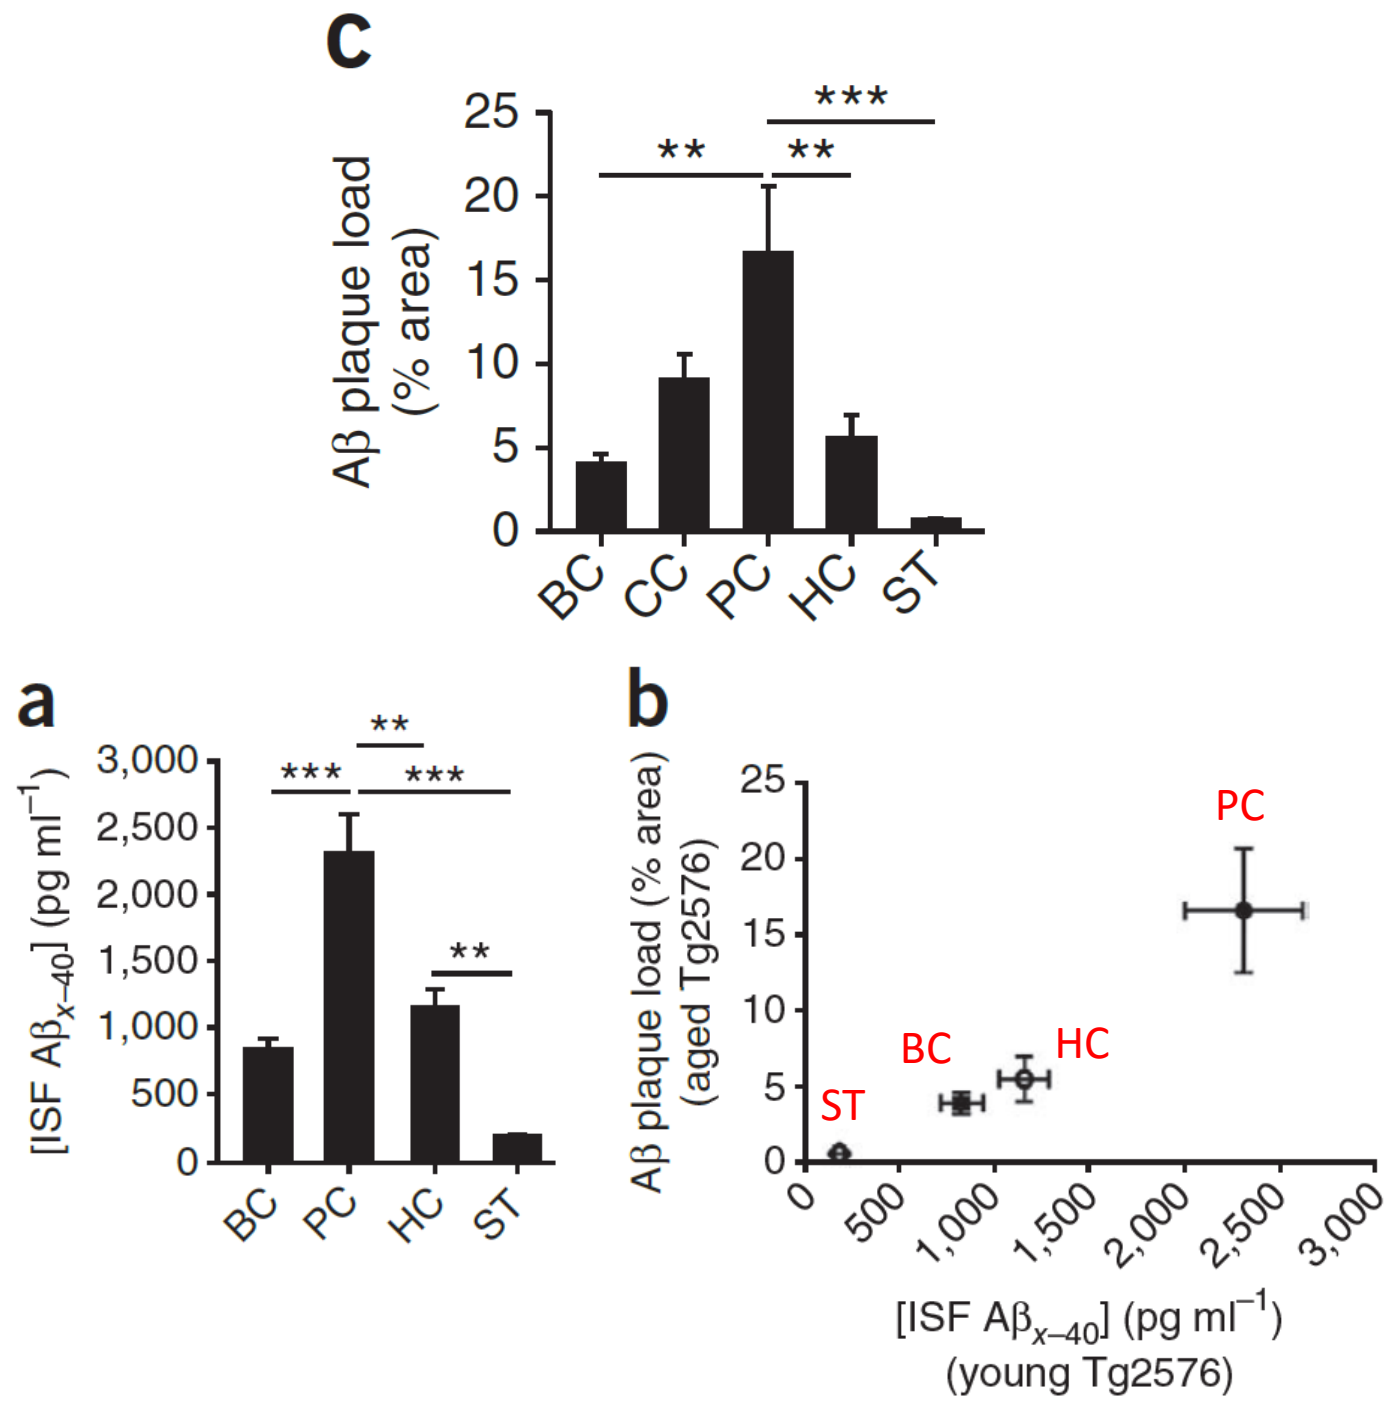 c
Aβ plaque load
(% area)
25
20
15
10
5
0
***
**
**
BC
CC
PC
HC
ST
a
[ISF Aβx–40] (pg ml–1)
3,000
2,500
2,000
1,500
1,000
500
0
**
***
***
**
BC
PC
HC
ST
b
Aβ plaque load (% area)
(aged Tg2576)
25
20
15
10
5
0
PC
BC
HC
ST
0
500
1,000
1,500
2,000
2,500
3,000
[ISF Aβx–40] (pg ml–1)
(young Tg2576)